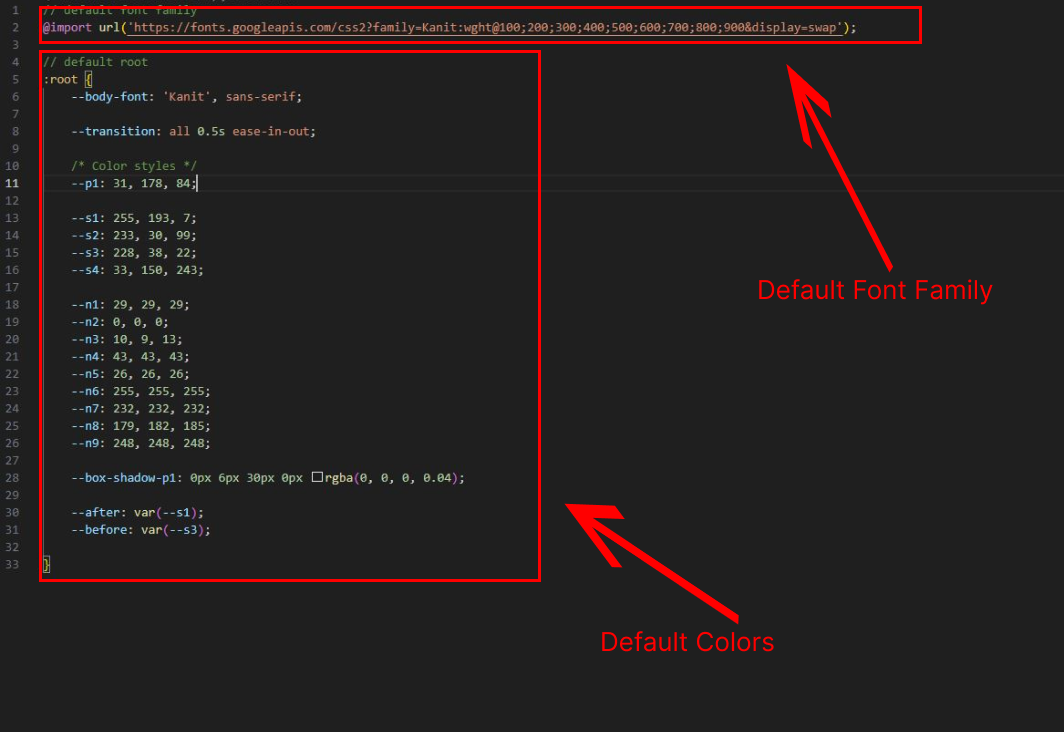 1 // default font family
2 @import url('https://fonts.googleapis.com/css2?family=Kanit:wght@100;200;300;400;500;600;700;800;900&display=swap');
3
4 // default root
5 :root {
6 --body-font: 'Kanit', sans-serif;
7
8 --transition: all 0.5s ease-in-out;
9
10 /* Color styles */
11 --p1: 31, 178, 84;
12
13 --s1: 255, 193, 7;
14 --s2: 233, 30, 99;
15 --s3: 228, 38, 22;
16 --s4: 33, 150, 243;
17
18 --n1: 29, 29, 29;
19 --n2: 0, 0, 0;
20 --n3: 10, 9, 13;
21 --n4: 43, 43, 43;
22 --n5: 26, 26, 26;
23 --n6: 255, 255, 255;
24 --n7: 232, 232, 232;
25 --n8: 179, 182, 185;
26 --n9: 248, 248, 248;
27
28 --box-shadow-p1: 0px 6px 30px 0px rgba(0, 0, 0, 0.04);
29
30 --after: var(--s1);
31 --before: var(--s3);
32
33 }
Default Font Family
Default Colors